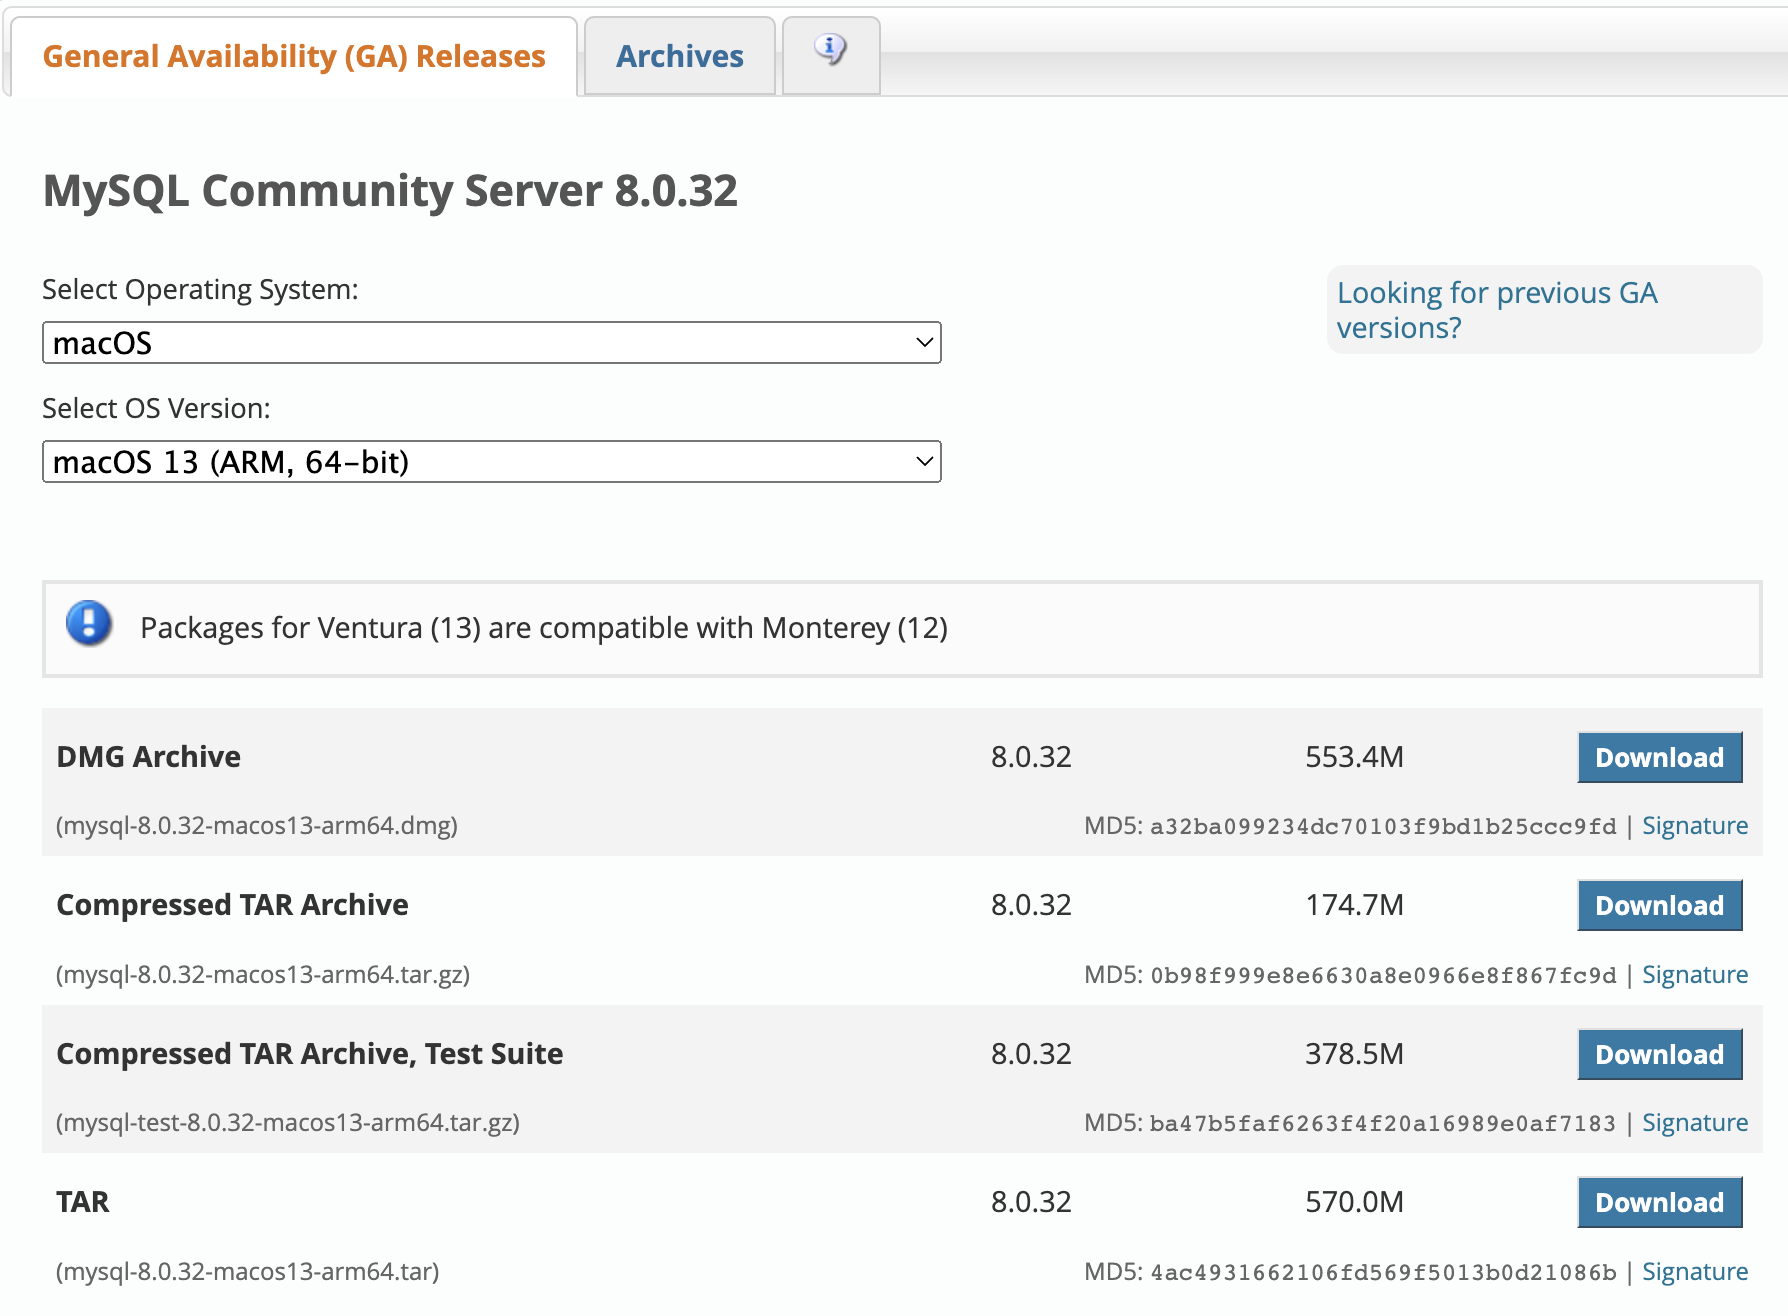 General Availability (GA) Releases
Archives
MySQL Community Server 8.0.32
Select Operating System:
macOS
Looking for previous GA
versions?
Select OS Version:
macOS 13 (ARM, 64-bit)
Packages for Ventura (13) are compatible with Monterey (12)
DMG Archive 8.0.32 553.4M Download
(mysql-8.0.32-macos13-arm64.dmg) MD5: a32ba099234dc70103f9bd1b25ccc9fd | Signature
Compressed TAR Archive 8.0.32 174.7M Download
(mysql-8.0.32-macos13-arm64.tar.gz) MD5: 0b98f999e8e6630a8e0966e8f867fc9d | Signature
Compressed TAR Archive, Test Suite 8.0.32 378.5M Download
(mysql-test-8.0.32-macos13-arm64.tar.gz) MD5: ba47b5faf6263f4f20a16989e0af7183 | Signature
TAR 8.0.32 570.0M Download
(mysql-8.0.32-macos13-arm64.tar) MD5: 4ac4931662106fd569f5013b0d21086b | Signature